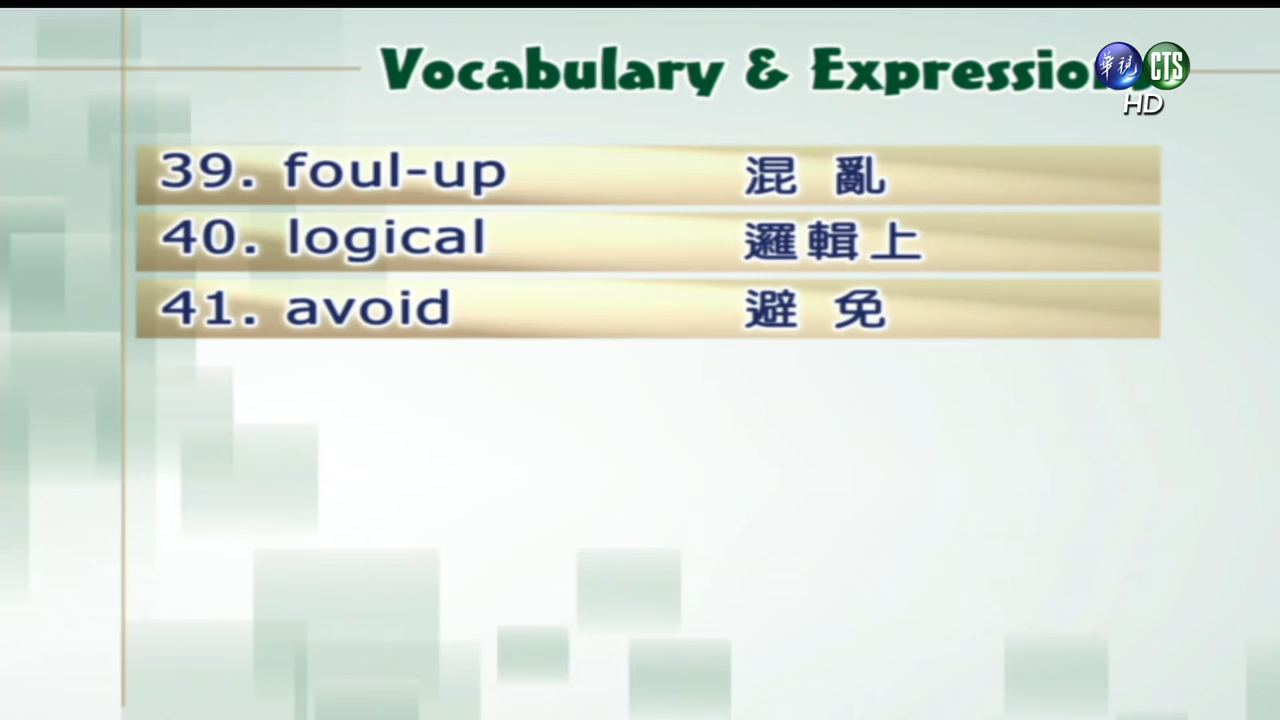 Vocabulary & Expression
華視 CTS
HD
39. foul-up 混 亂
40. logical 邏輯上
41. avoid 避 免